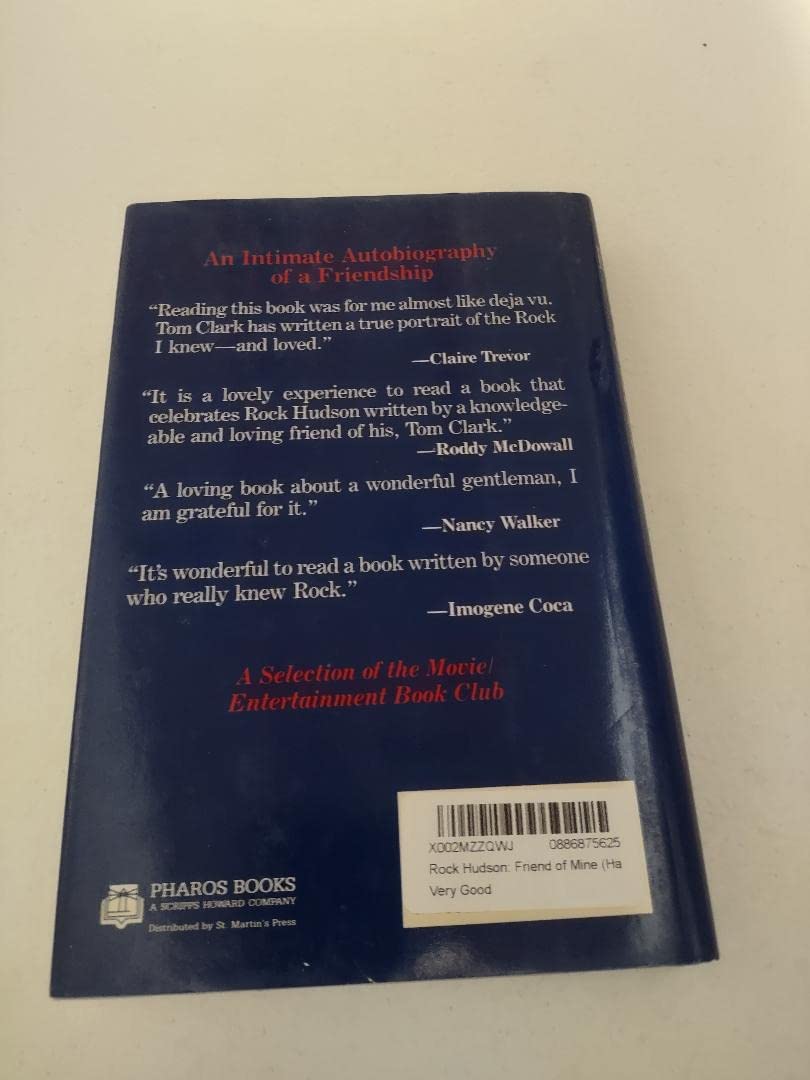 An Intimate Autobiography
of a Friendship
“Reading this book was for me almost like deja vu.
Tom Clark has written a true portrait of the Rock
I knew—and loved.”
—Claire Trevor
“It is a lovely experience to read a book that
celebrates Rock Hudson written by a knowledge-
able and loving friend of his, Tom Clark.”
—Roddy McDowall
“A loving book about a wonderful gentleman, I
am grateful for it.”
—Nancy Walker
“It's wonderful to read a book written by someone
who really knew Rock.”
—Imogene Coca
A Selection of the Movie/
Entertainment Book Club
X002MZZQWJ 0886875625
Rock Hudson: Friend of Mine (Ha
Very Good
PHAROS BOOKS
A SCRIPPS HOWARD COMPANY
Distributed by St. Martin's Press